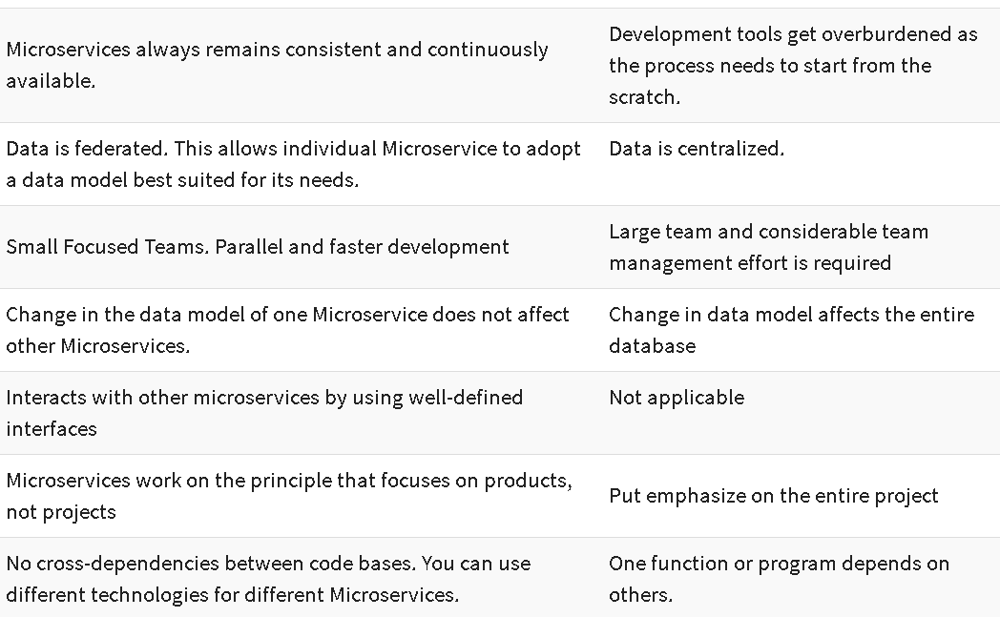 Microservices always remains consistent and continuously
available.
Development tools get overburdened as
the process needs to start from the
scratch.
Data is federated. This allows individual Microservice to adopt
a data model best suited for its needs.
Data is centralized.
Small Focused Teams. Parallel and faster development
Large team and considerable team
management effort is required
Change in the data model of one Microservice does not affect
other Microservices.
Change in data model affects the entire
database
Interacts with other microservices by using well-defined
interfaces
Not applicable
Microservices work on the principle that focuses on products,
not projects
Put emphasize on the entire project
No cross-dependencies between code bases. You can use
different technologies for different Microservices.
One function or program depends on
others.